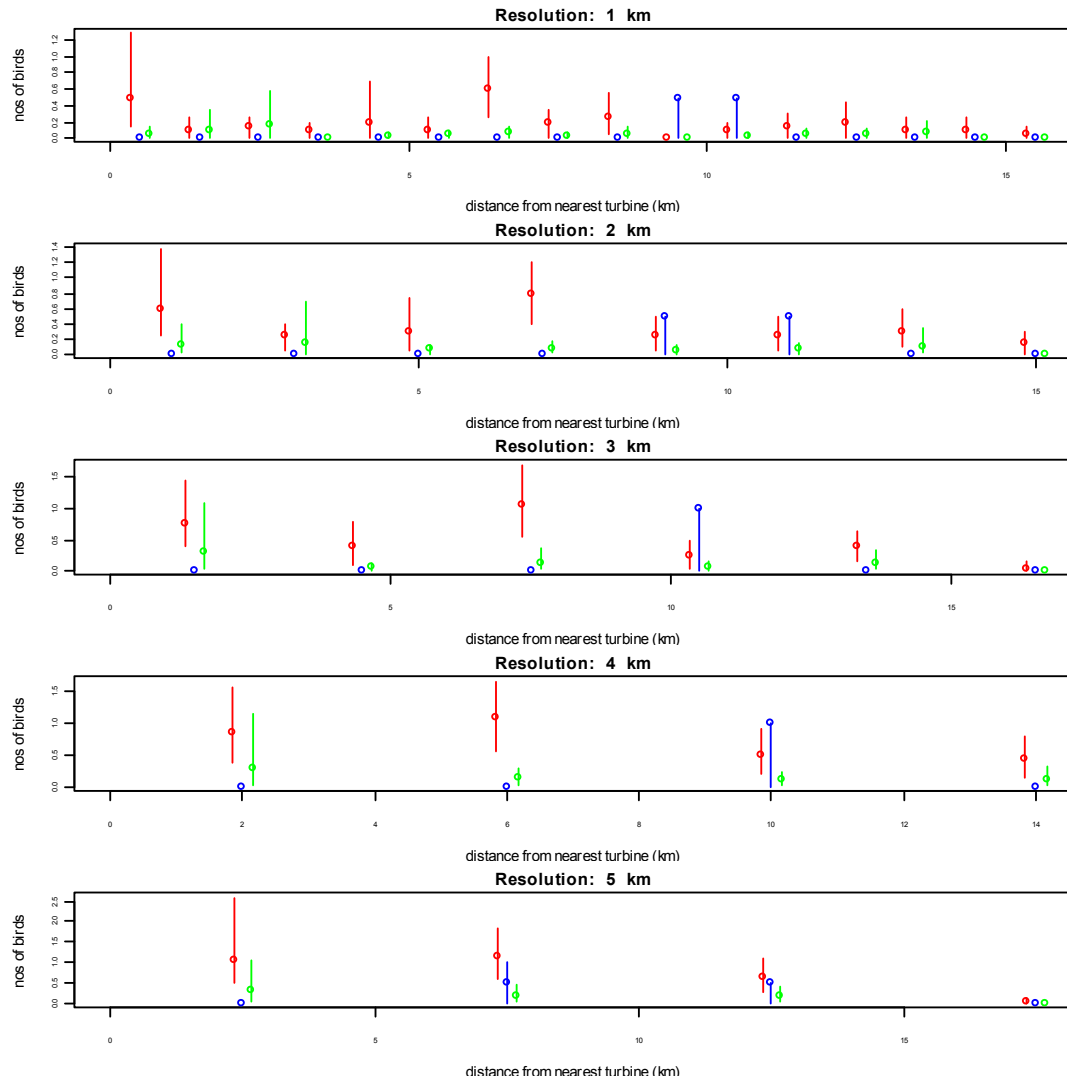 Resolution: 1 km
nos of birds
0.0 0.2 0.4 0.6 0.8 1.0 1.2
0 5 10 15
distance from nearest turbine (km)
Resolution: 2 km
nos of birds
0.0 0.2 0.4 0.6 0.8 1.0 1.2 1.4
0 5 10 15
distance from nearest turbine (km)
Resolution: 3 km
nos of birds
0.0 0.5 1.0 1.5
0 5 10 15
distance from nearest turbine (km)
Resolution: 4 km
nos of birds
0.0 0.5 1.0 1.5
0 2 4 6 8 10 12 14
distance from nearest turbine (km)
Resolution: 5 km
nos of birds
0.0 0.5 1.0 1.5 2.0 2.5
0 5 10 15
distance from nearest turbine (km)